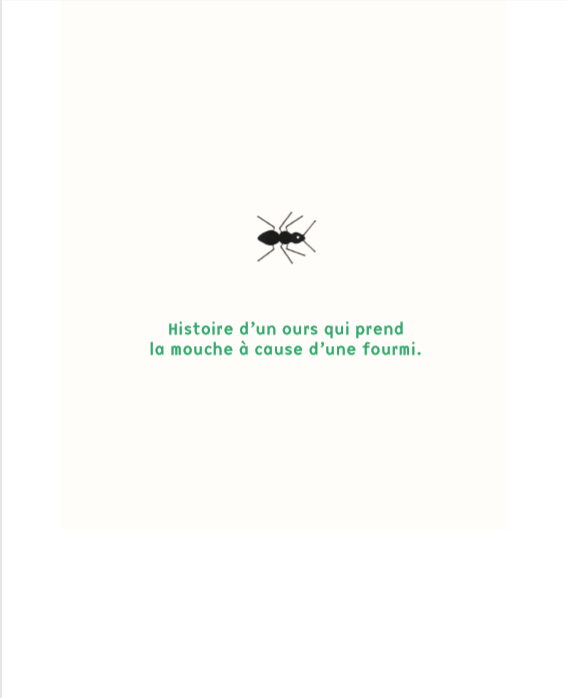 Histoire d’un ours qui prend
la mouche à cause d’une fourmi.